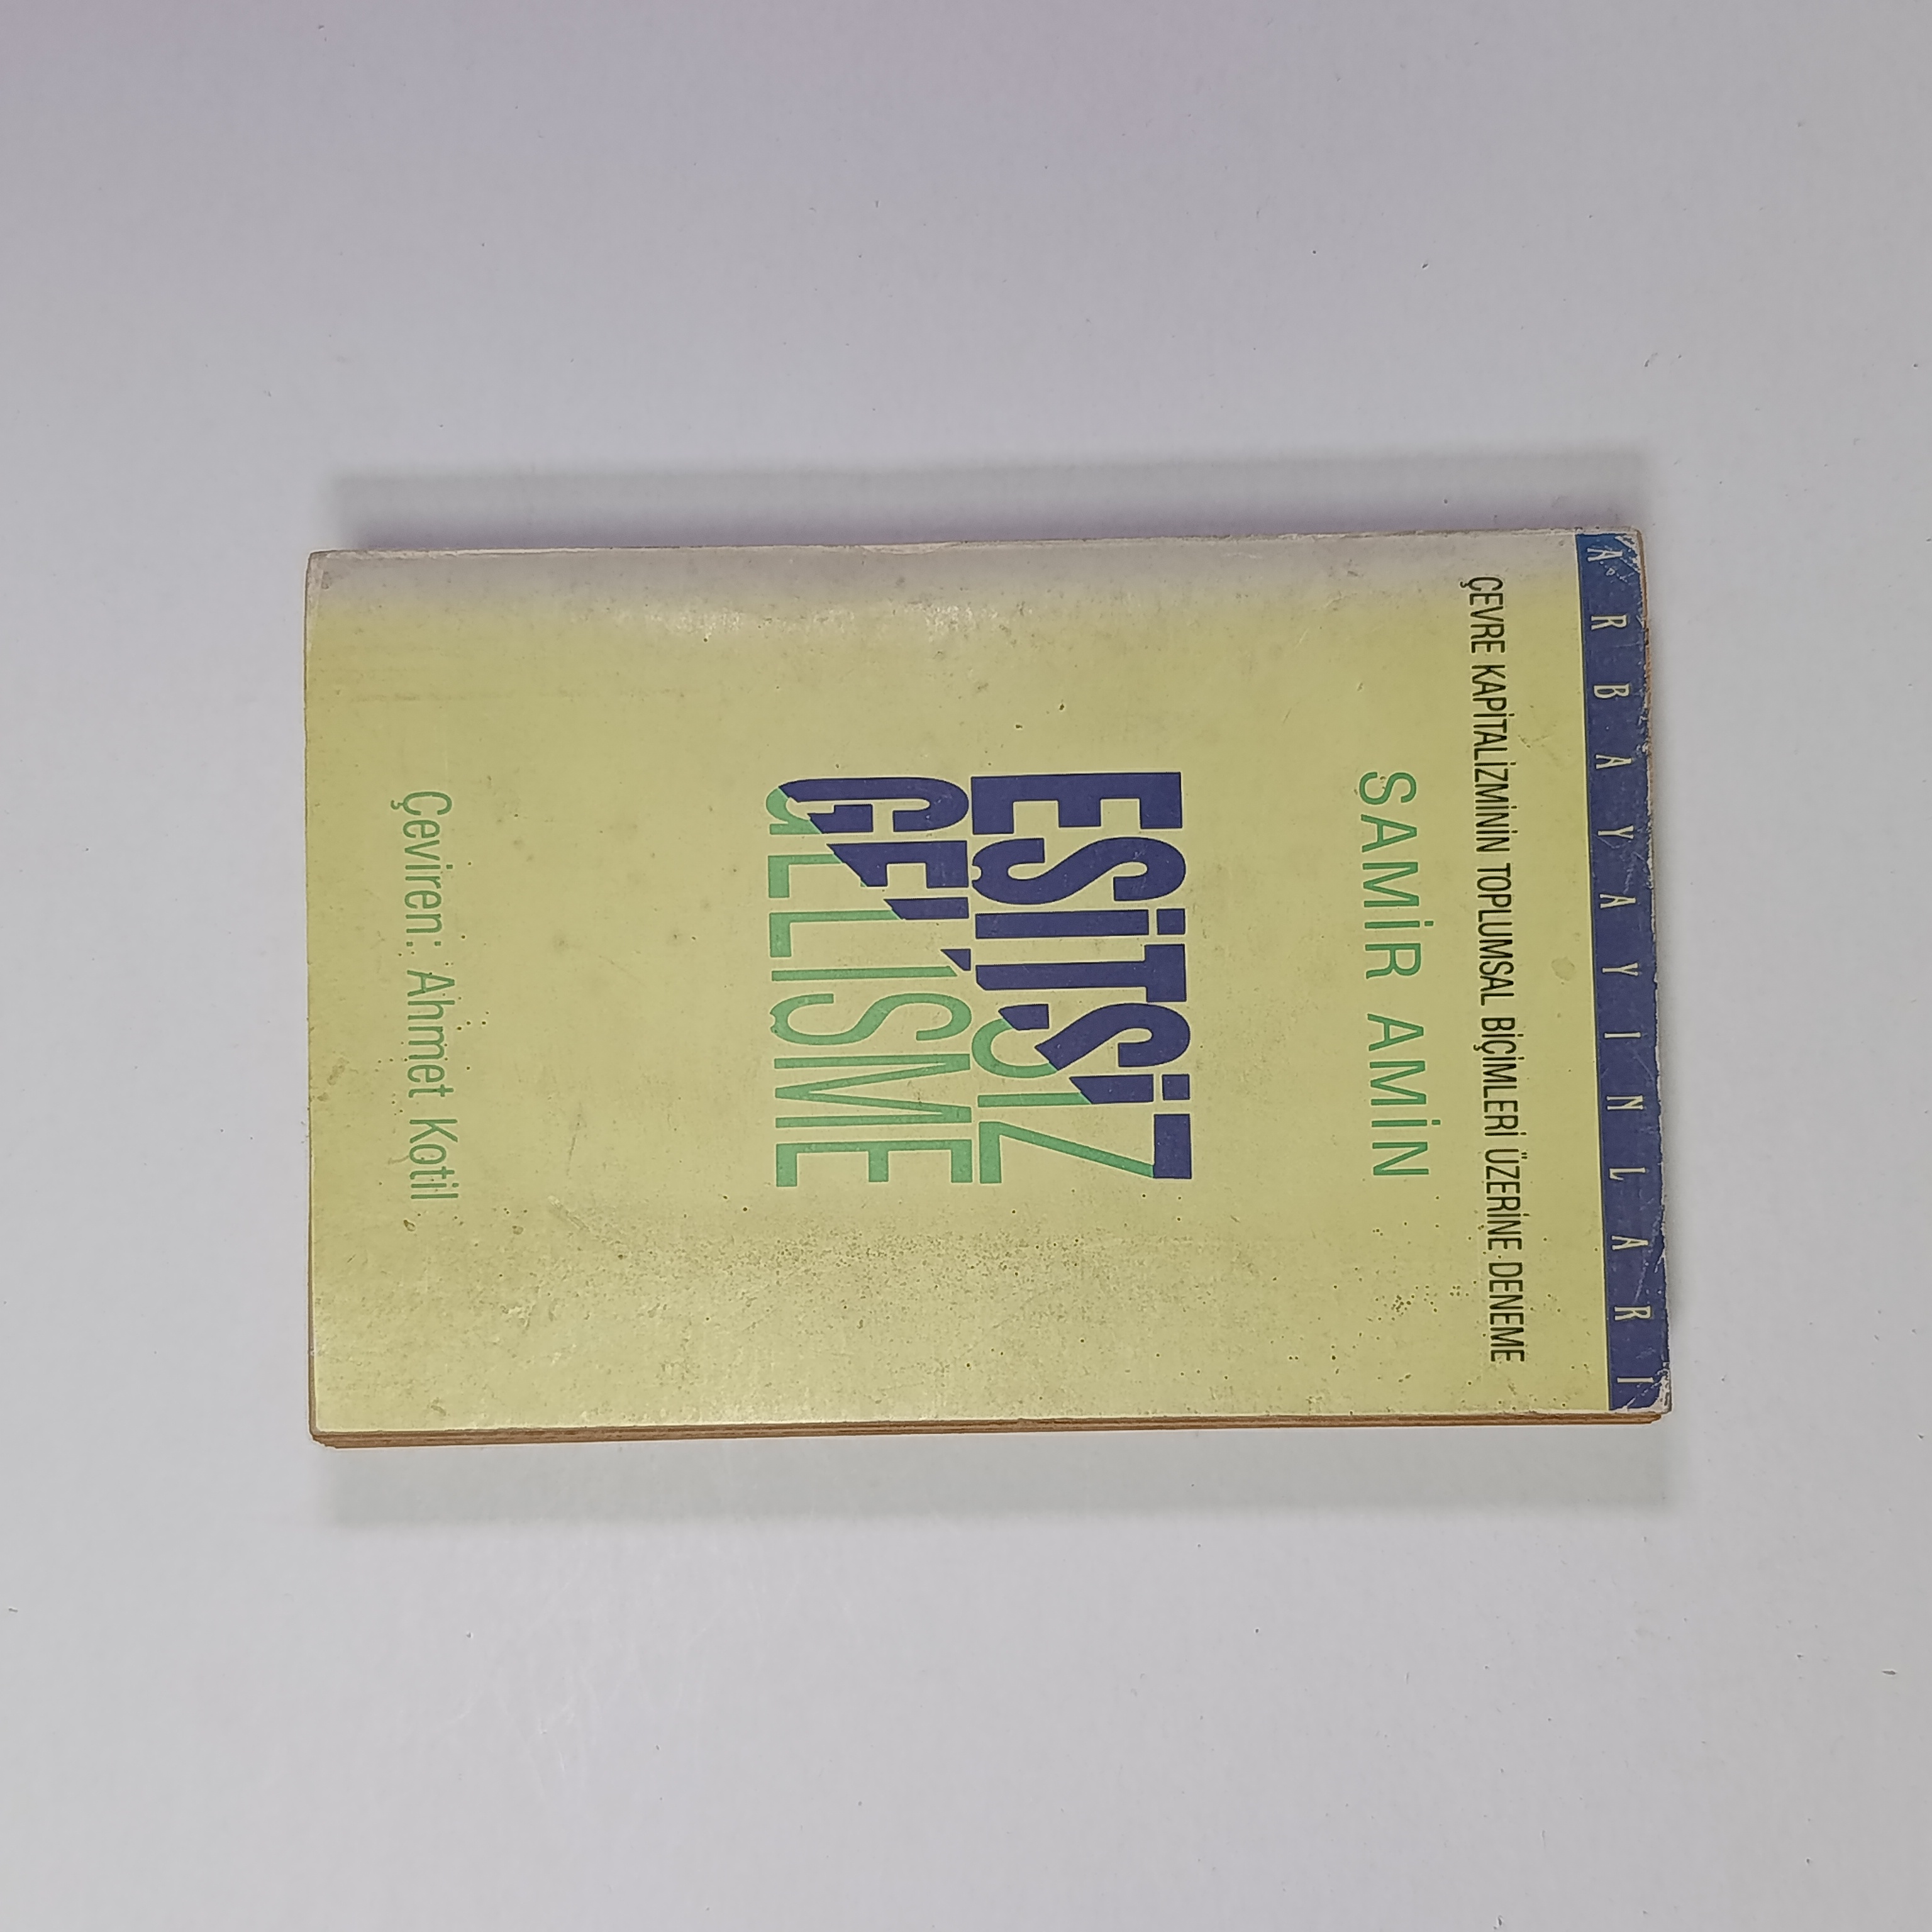 ARBA YAYINLARI
ÇEVRE KAPİTALİZMİNİN TOPLUMSAL BİÇİMLERİ ÜZERİNE DENEME
SAMİR AMİN
EŞİTSİZ
GELİŞME
Çeviren: Ahmet Kotil